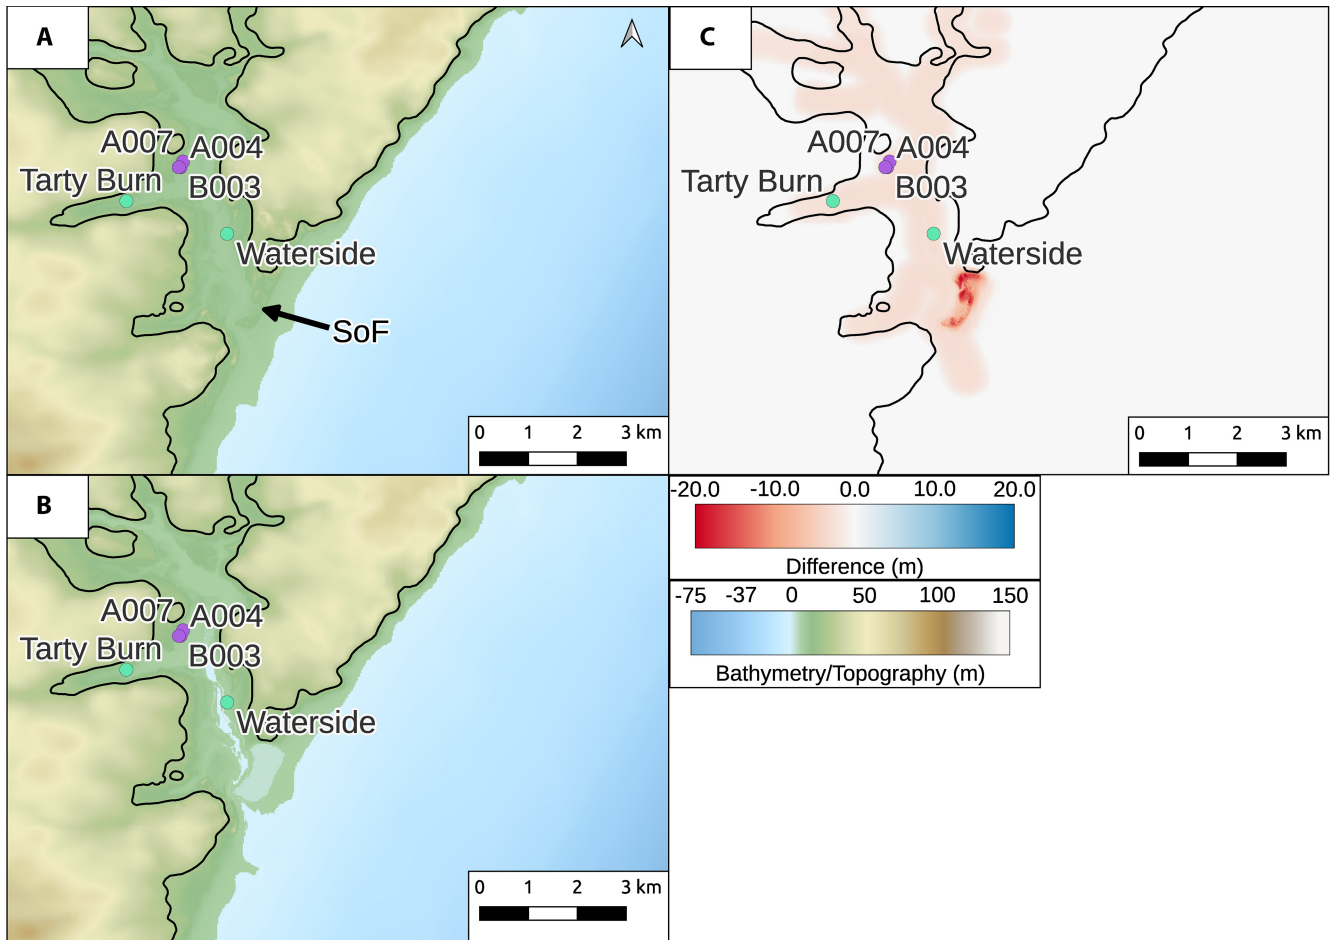 A
A007 A004
Tarty Burn B003
Waterside
SoF
0 1 2 3 km
C
A007 A004
Tarty Burn B003
Waterside
0 1 2 3 km
B
A007 A004
Tarty Burn B003
Waterside
0 1 2 3 km
-20.0 -10.0 0.0 10.0 20.0
Difference (m)
-75 -37 0 50 100 150
Bathymetry/Topography (m)